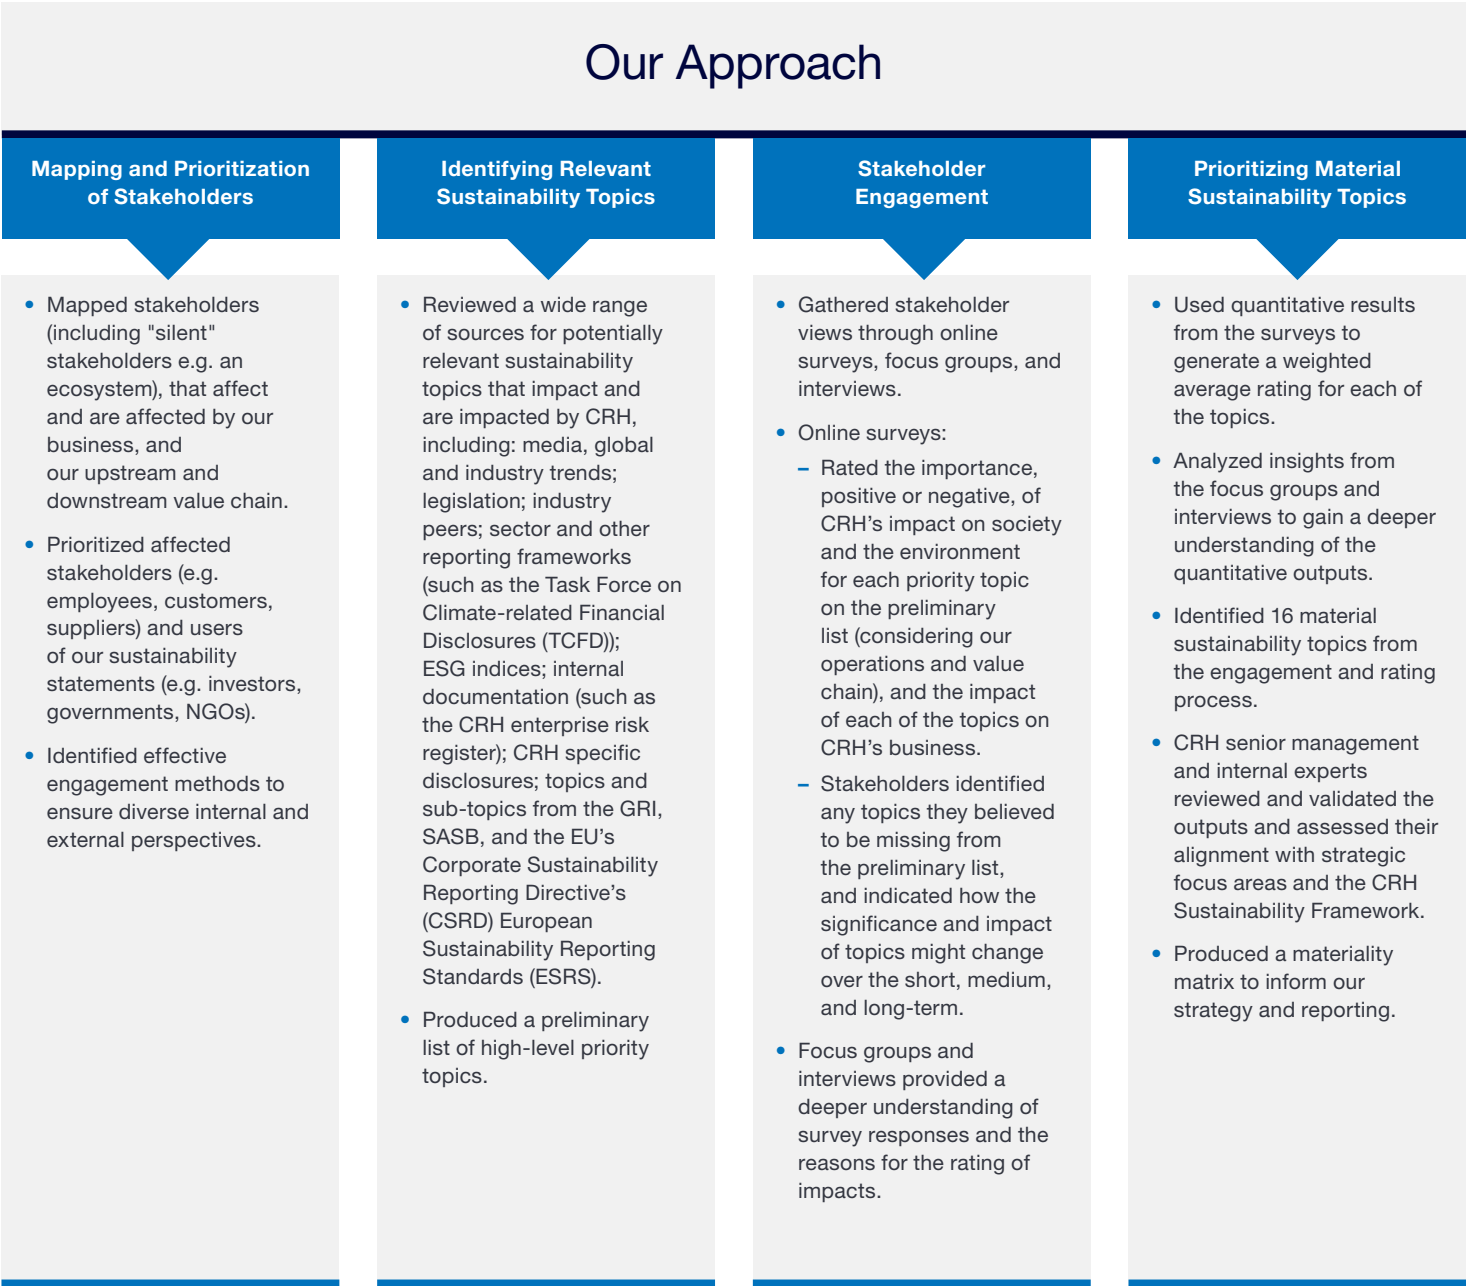 Our Approach
Mapping and Prioritization
of Stakeholders
• Mapped stakeholders
(including "silent"
stakeholders e.g. an
ecosystem), that affect
and are affected by our
business, and
our upstream and
downstream value chain.
• Prioritized affected
stakeholders (e.g.
employees, customers,
suppliers) and users
of our sustainability
statements (e.g. investors,
governments, NGOs).
• Identified effective
engagement methods to
ensure diverse internal and
external perspectives.
Identifying Relevant
Sustainability Topics
• Reviewed a wide range
of sources for potentially
relevant sustainability
topics that impact and
are impacted by CRH,
including: media, global
and industry trends;
legislation; industry
peers; sector and other
reporting frameworks
(such as the Task Force on
Climate-related Financial
Disclosures (TCFD));
ESG indices; internal
documentation (such as
the CRH enterprise risk
register); CRH specific
disclosures; topics and
sub-topics from the GRI,
SASB, and the EU’s
Corporate Sustainability
Reporting Directive’s
(CSRD) European
Sustainability Reporting
Standards (ESRS).
• Produced a preliminary
list of high-level priority
topics.
Stakeholder
Engagement
• Gathered stakeholder
views through online
surveys, focus groups, and
interviews.
• Online surveys:
– Rated the importance,
positive or negative, of
CRH’s impact on society
and the environment
for each priority topic
on the preliminary
list (considering our
operations and value
chain), and the impact
of each of the topics on
CRH’s business.
– Stakeholders identified
any topics they believed
to be missing from
the preliminary list,
and indicated how the
significance and impact
of topics might change
over the short, medium,
and long-term.
• Focus groups and
interviews provided a
deeper understanding of
survey responses and the
reasons for the rating of
impacts.
Prioritizing Material
Sustainability Topics
• Used quantitative results
from the surveys to
generate a weighted
average rating for each of
the topics.
• Analyzed insights from
the focus groups and
interviews to gain a deeper
understanding of the
quantitative outputs.
• Identified 16 material
sustainability topics from
the engagement and rating
process.
• CRH senior management
and internal experts
reviewed and validated the
outputs and assessed their
alignment with strategic
focus areas and the CRH
Sustainability Framework.
• Produced a materiality
matrix to inform our
strategy and reporting.